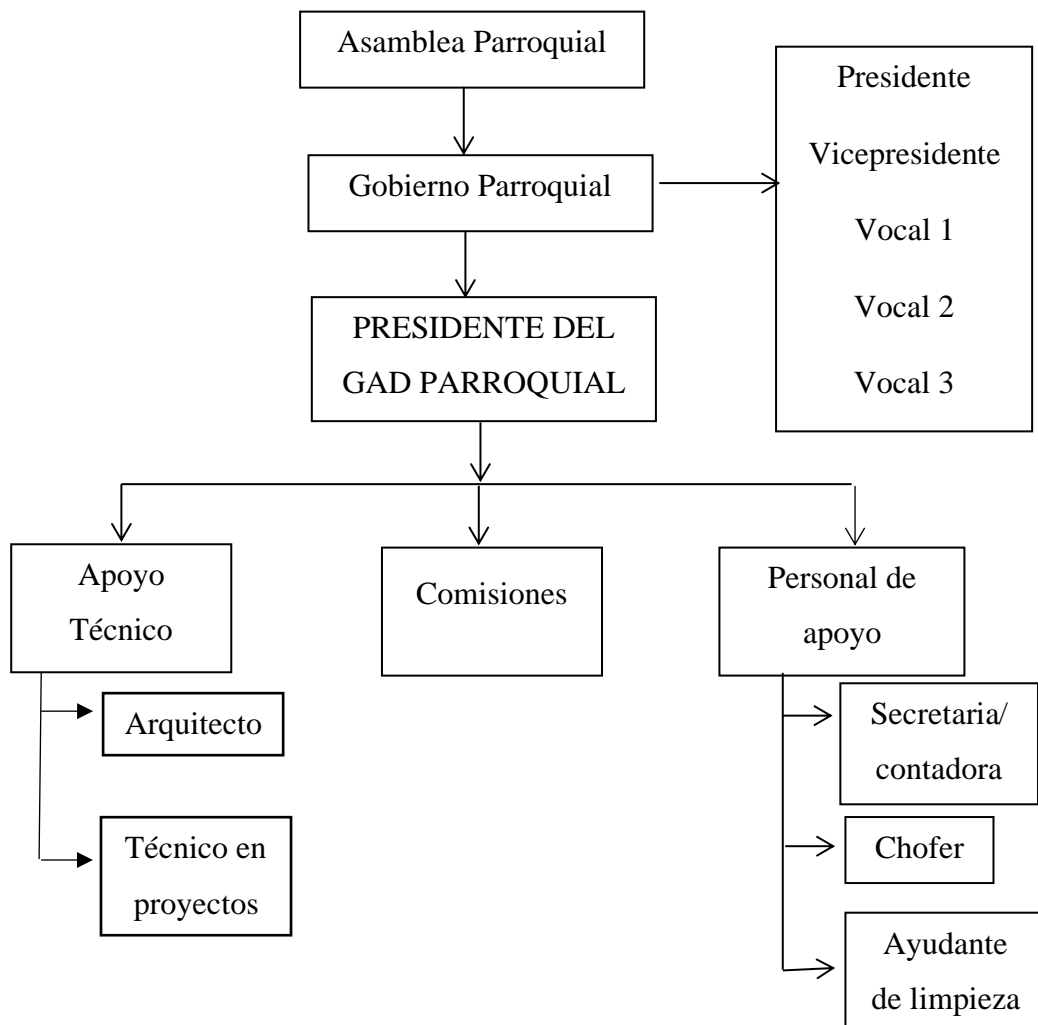 Asamblea Parroquial
Gobierno Parroquial
Presidente
Vicepresidente
Vocal 1
Vocal 2
Vocal 3
PRESIDENTE DEL
GAD PARROQUIAL
Apoyo
Técnico
Comisiones
Personal de
apoyo
Arquitecto
Técnico en
proyectos
Secretaria/
contadora
Chofer
Ayudante
de limpieza